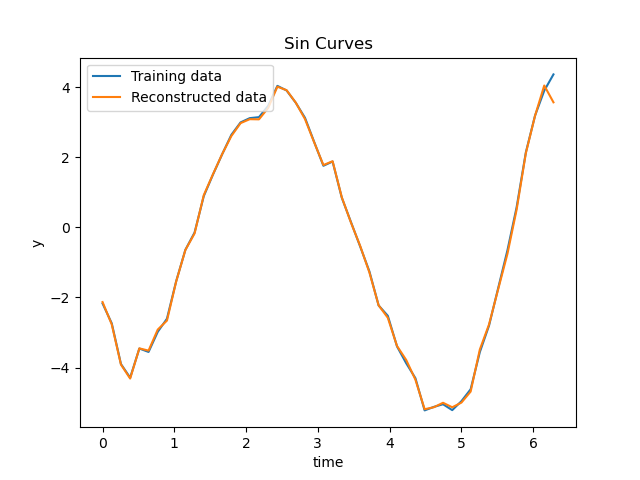 Sin Curves
Training data
Reconstructed data
4
2
0
−2
−4
y
0 1 2 3 4 5 6
time